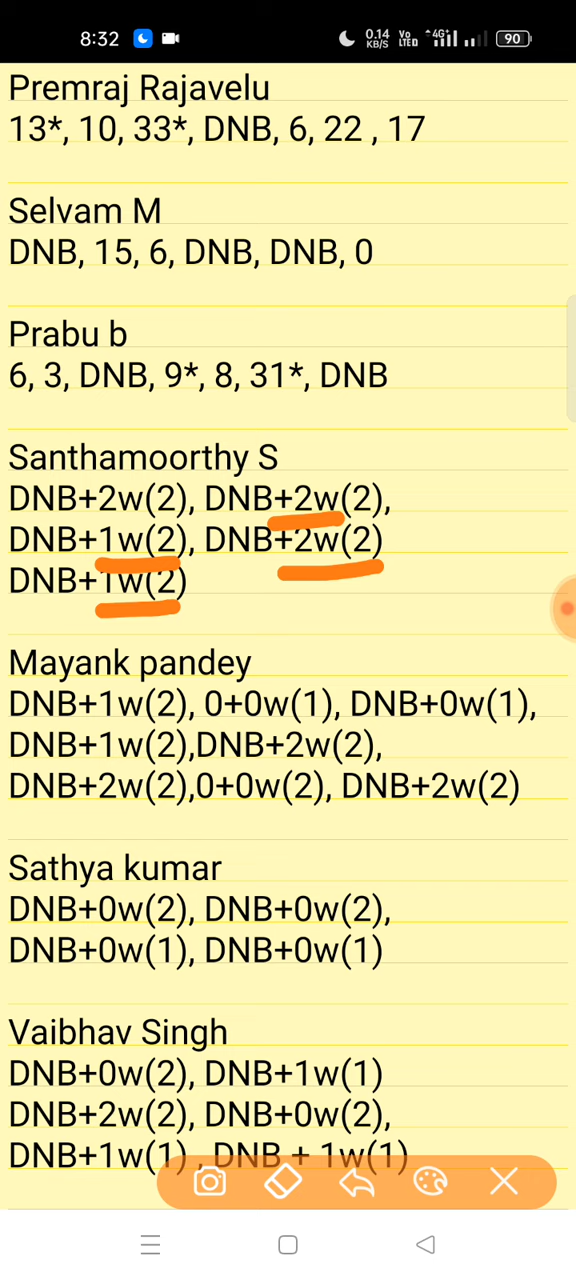 8:32
0.14 KB/S Vo LTED 4G+ 90
Premraj Rajavelu
13*, 10, 33*, DNB, 6, 22 , 17
Selvam M
DNB, 15, 6, DNB, DNB, 0
Prabu b
6, 3, DNB, 9*, 8, 31*, DNB
Santhamoorthy S
DNB+2w(2), DNB+2w(2),
DNB+1w(2), DNB+2w(2)
DNB+1w(2)
Mayank pandey
DNB+1w(2), 0+0w(1), DNB+0w(1),
DNB+1w(2),DNB+2w(2),
DNB+2w(2),0+0w(2), DNB+2w(2)
Sathya kumar
DNB+0w(2), DNB+0w(2),
DNB+0w(1), DNB+0w(1)
Vaibhav Singh
DNB+0w(2), DNB+1w(1)
DNB+2w(2), DNB+0w(2),
DNB+1w(1) , DNB + 1w(1)